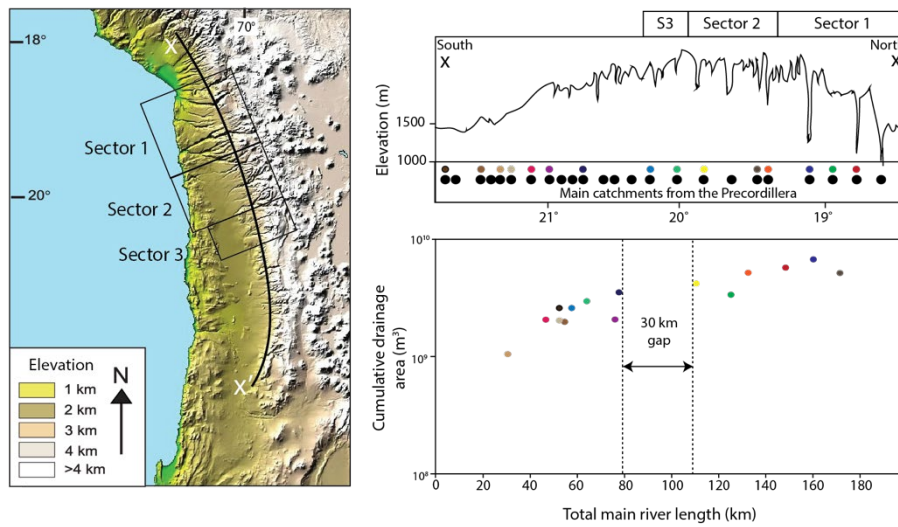 70°
18°
X
Sector 1
20°
Sector 2
Sector 3
X'
Elevation
1 km
2 km
3 km
4 km
>4 km
N
S3 Sector 2 Sector 1
South North
X X
Elevation (m)
1500
1000
Main catchments from the Precordillera
21° 20° 19°
Cumulative drainage
area (m³)
10¹⁰
10⁹
10⁸
30 km
gap
0 20 40 60 80 100 120 140 160 180
Total main river length (km)